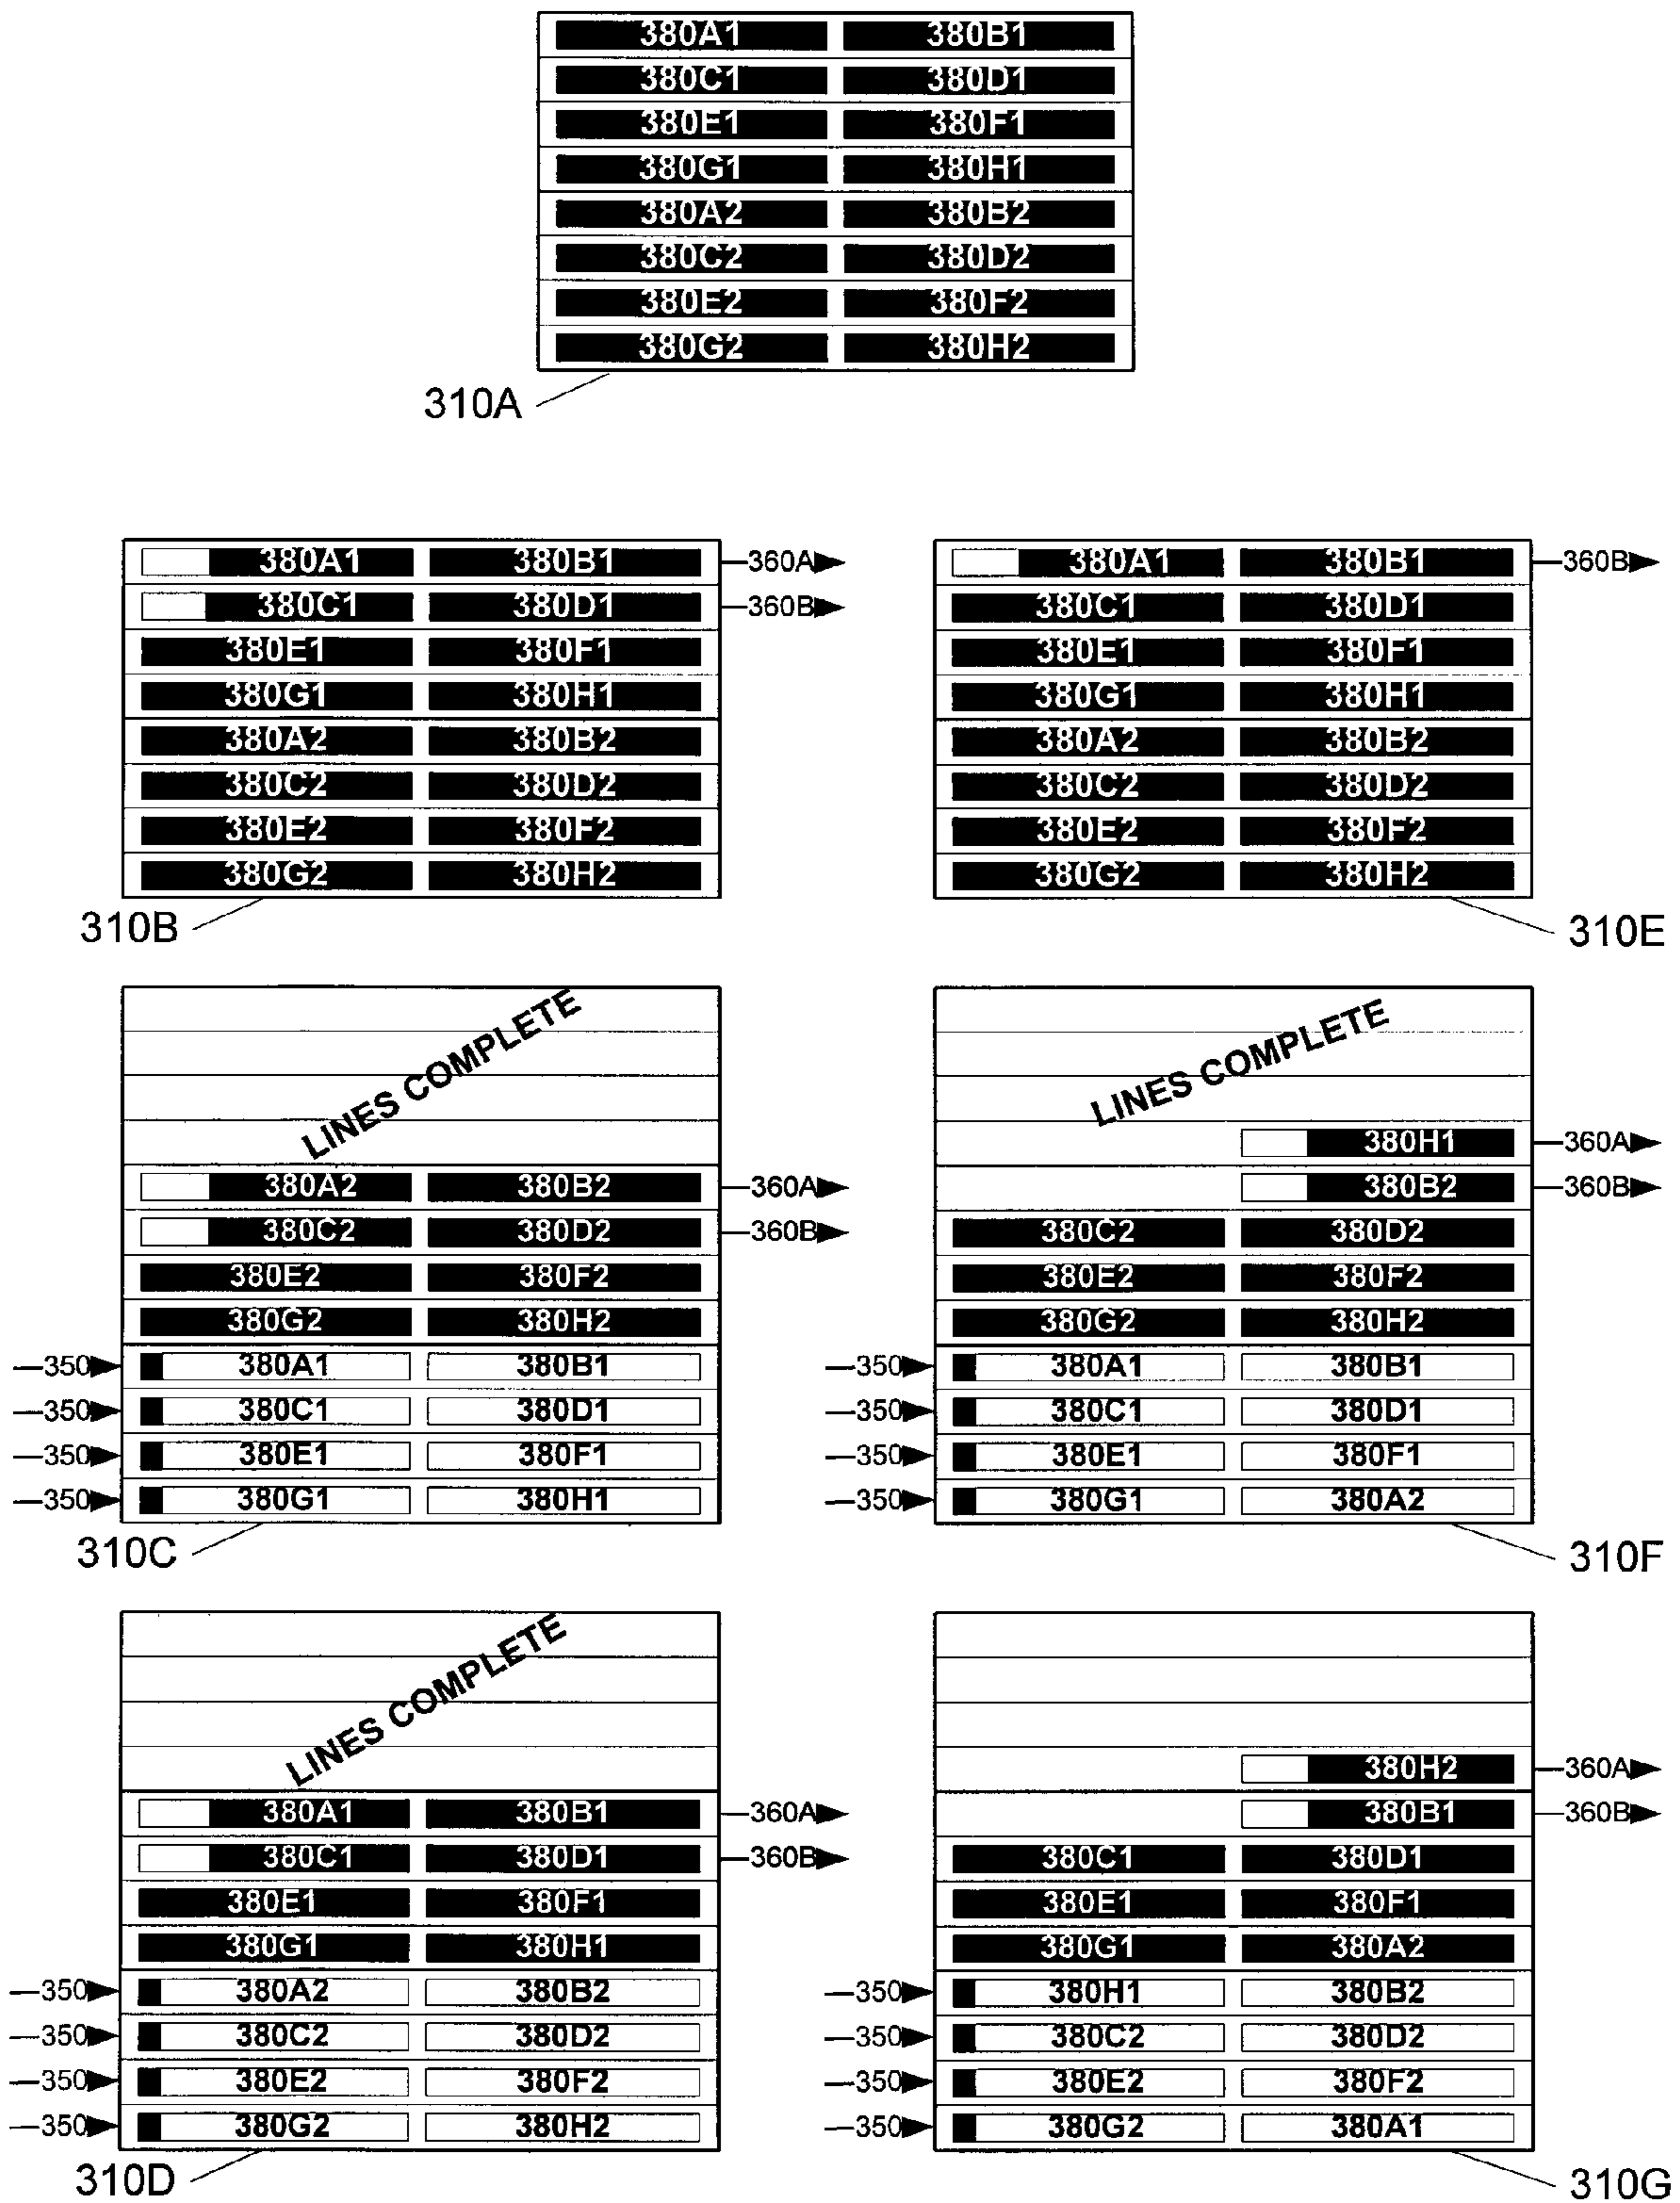 380A1 380B1
380C1 380D1
380E1 380F1
380G1 380H1
380A2 380B2
380C2 380D2
380E2 380F2
380G2 380H2
310A
380A1 380B1 360A
380C1 380D1 360B
380E1 380F1
380G1 380H1
380A2 380B2
380C2 380D2
380E2 380F2
380G2 380H2
310B
380A1 380B1 360B
380C1 380D1
380E1 380F1
380G1 380H1
380A2 380B2
380C2 380D2
380E2 380F2
380G2 380H2
310E
LINES COMPLETE
380A2 380B2 360A
380C2 380D2 360B
380E2 380F2
380G2 380H2
350 380A1 380B1
350 380C1 380D1
350 380E1 380F1
350 380G1 380H1
310C
LINES COMPLETE
380H1 360A
380B2 360B
380C2 380D2
380E2 380F2
380G2 380H2
350 380A1 380B1
350 380C1 380D1
350 380E1 380F1
350 380G1 380A2
310F
LINES COMPLETE
380A1 380B1 360A
380C1 380D1 360B
380E1 380F1
380G1 380H1
350 380A2 380B2
350 380C2 380D2
350 380E2 380F2
350 380G2 380H2
310D
380H2 360A
380B1 360B
380C1 380D1
380E1 380F1
380G1 380A2
350 380H1 380B2
350 380C2 380D2
350 380E2 380F2
350 380G2 380A1
310G